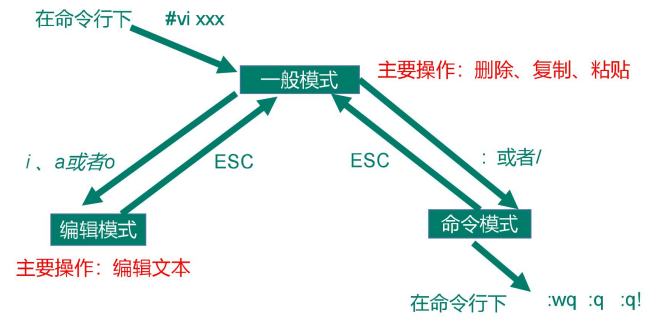 在命令行下 #vi xxx
一般模式
主要操作：删除、复制、粘贴
i 、a或者o
ESC
ESC
： 或者/
编辑模式
命令模式
主要操作：编辑文本
在命令行下 :wq :q :q!